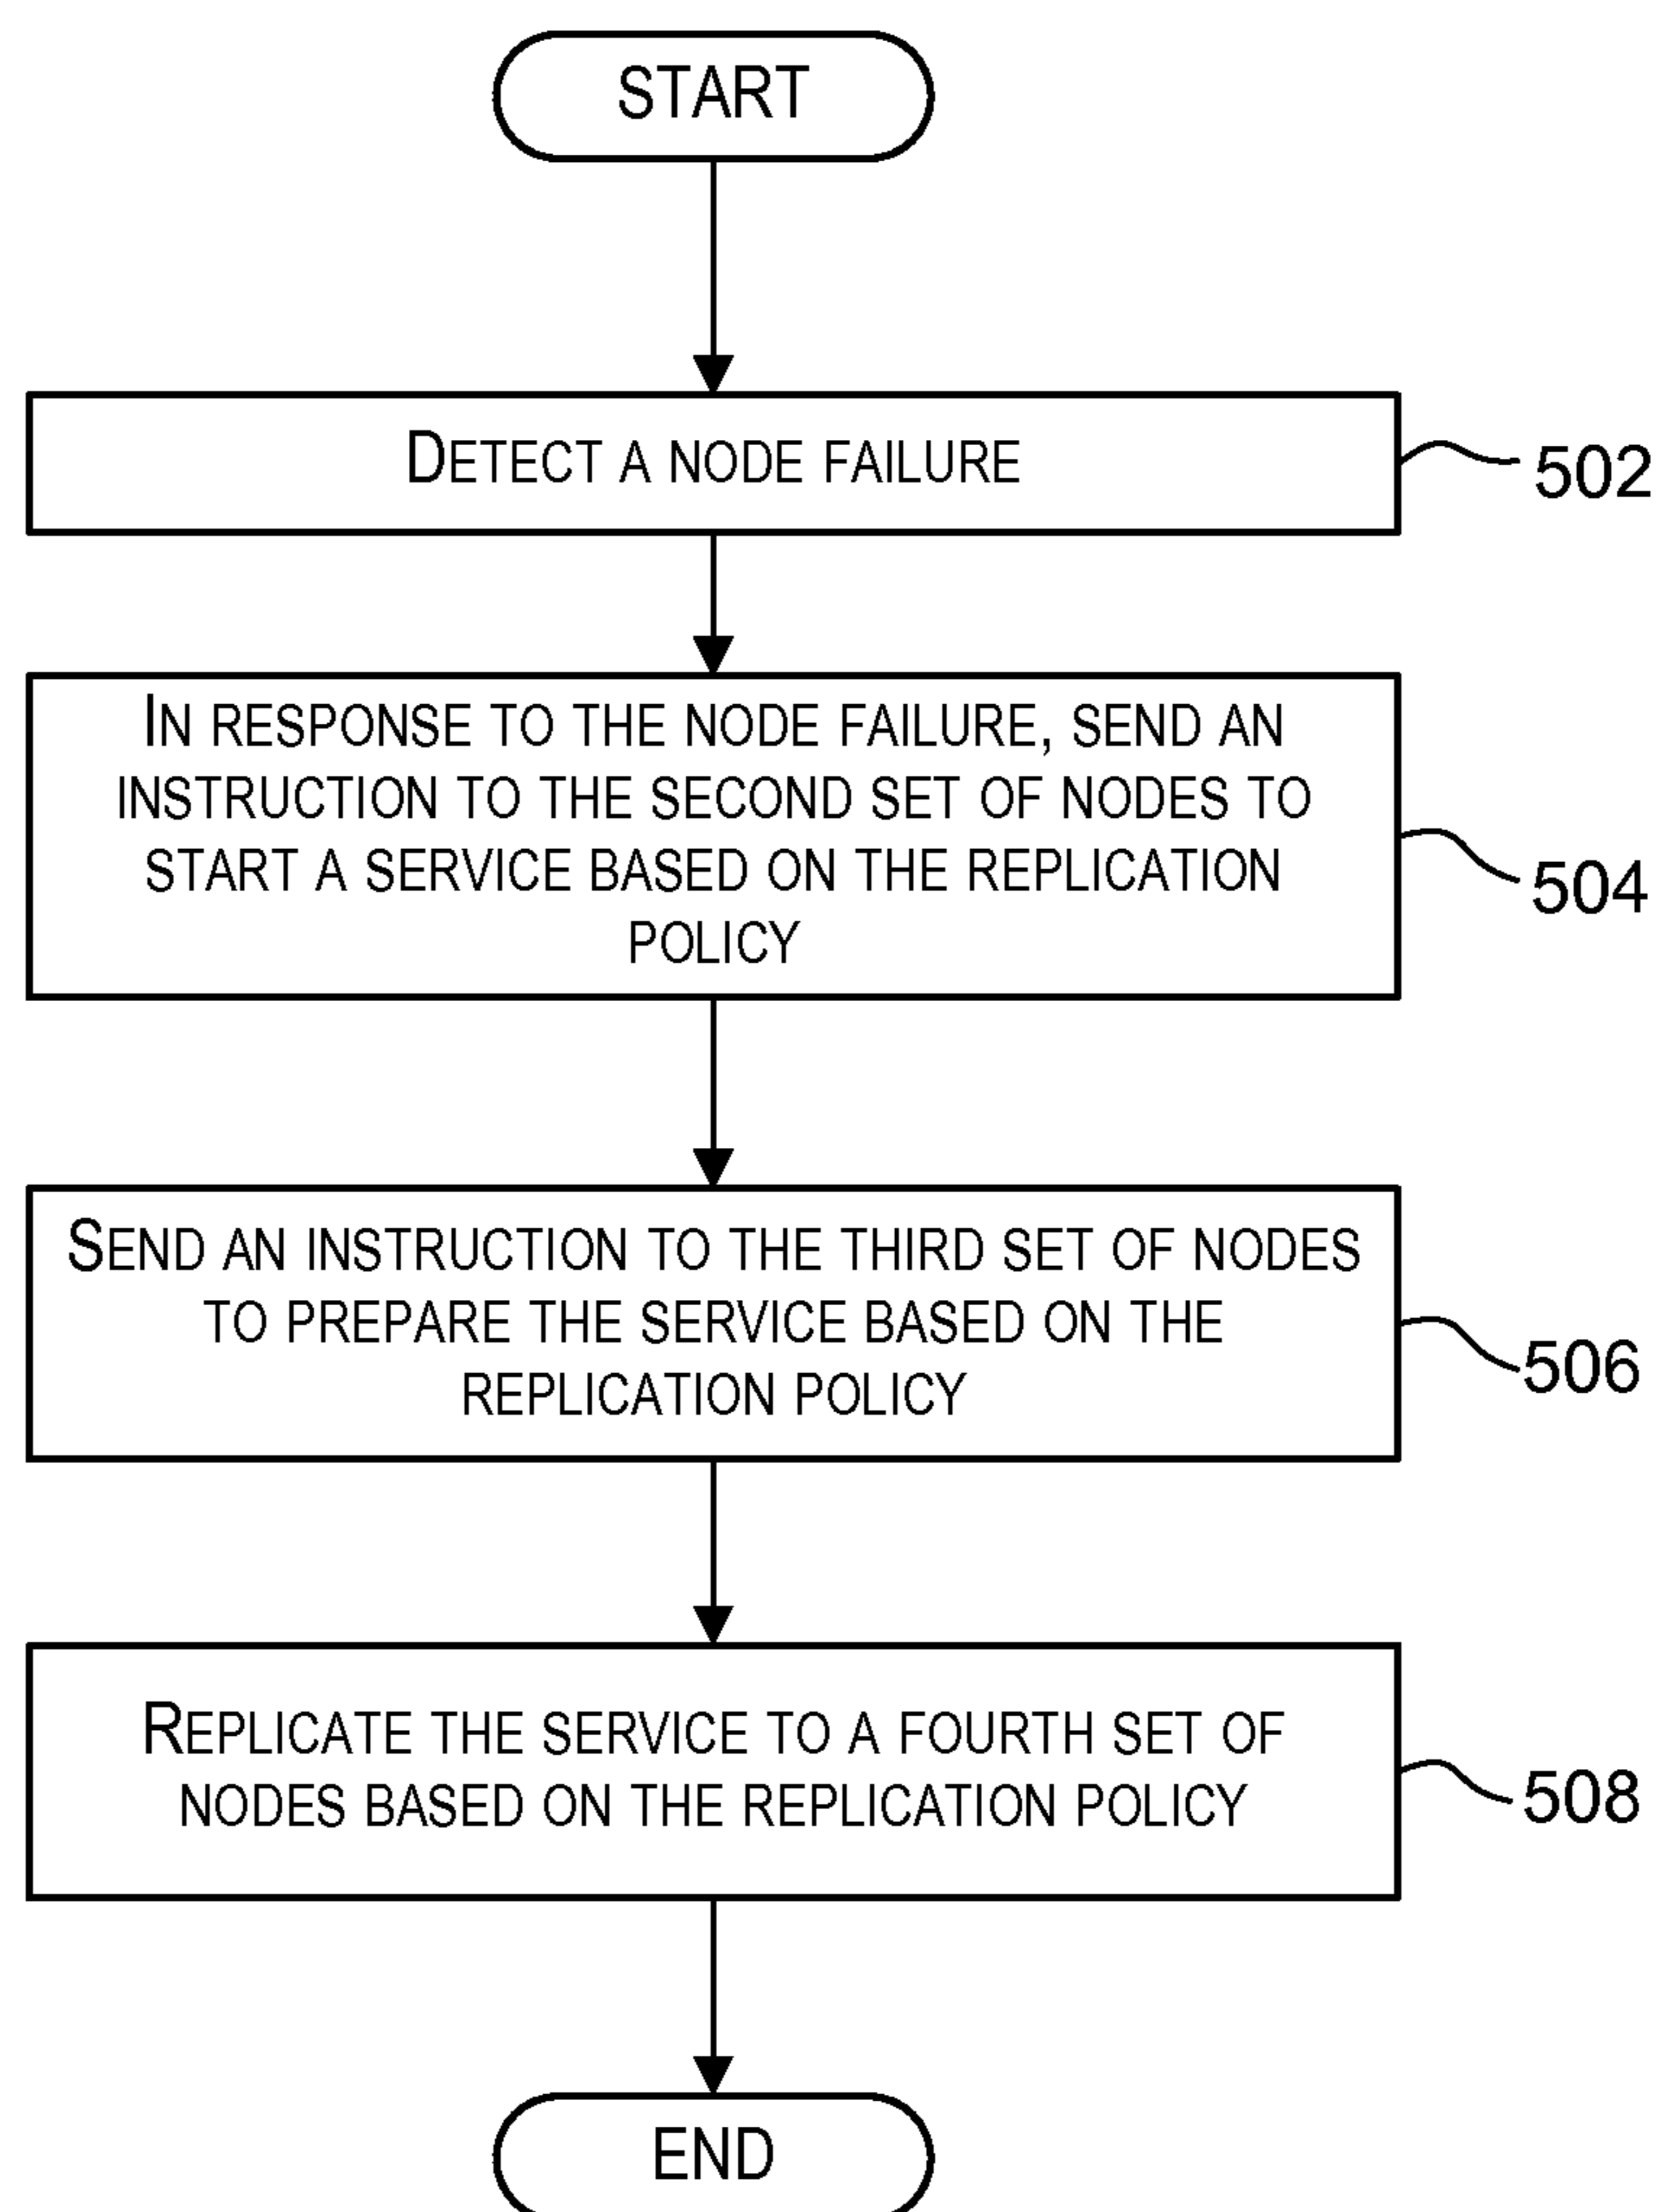 START
DETECT A NODE FAILURE
502
IN RESPONSE TO THE NODE FAILURE, SEND AN
INSTRUCTION TO THE SECOND SET OF NODES TO
START A SERVICE BASED ON THE REPLICATION
POLICY
504
SEND AN INSTRUCTION TO THE THIRD SET OF NODES
TO PREPARE THE SERVICE BASED ON THE
REPLICATION POLICY
506
REPLICATE THE SERVICE TO A FOURTH SET OF
NODES BASED ON THE REPLICATION POLICY
508
END